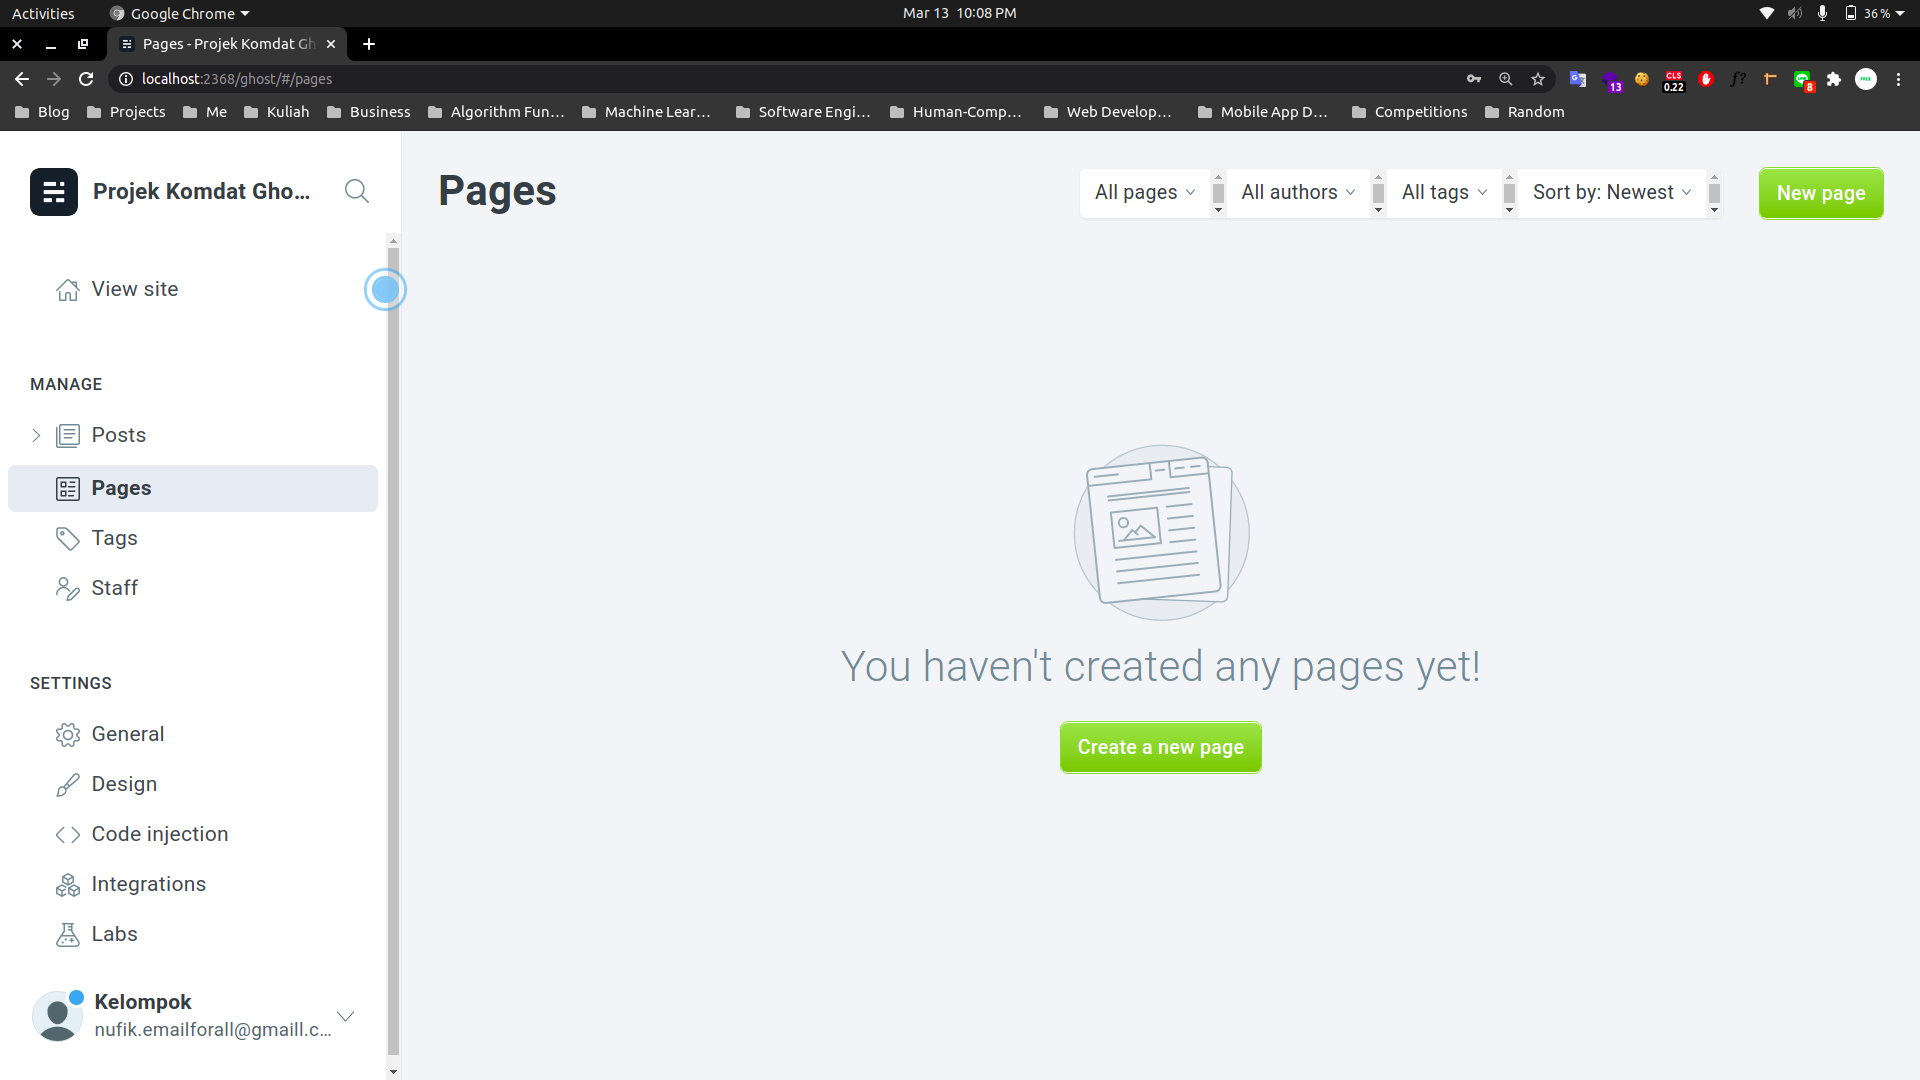 Activities
Google Chrome
Mar 13 10:08 PM
36 %
Pages - Projek Komdat Gh
localhost:2368/ghost/#/pages
13
CLS
0.22
f?
8
FREE
Blog
Projects
Me
Kuliah
Business
Algorithm Fun...
Machine Lear...
Software Engi...
Human-Comp...
Web Develop...
Mobile App D...
Competitions
Random
Projek Komdat Gho...
View site
MANAGE
Posts
Pages
Tags
Staff
SETTINGS
General
Design
Code injection
Integrations
Labs
Kelompok
nufik.emailforall@gmaill.c...
Pages
All pages
All authors
All tags
Sort by: Newest
New page
You haven't created any pages yet!
Create a new page